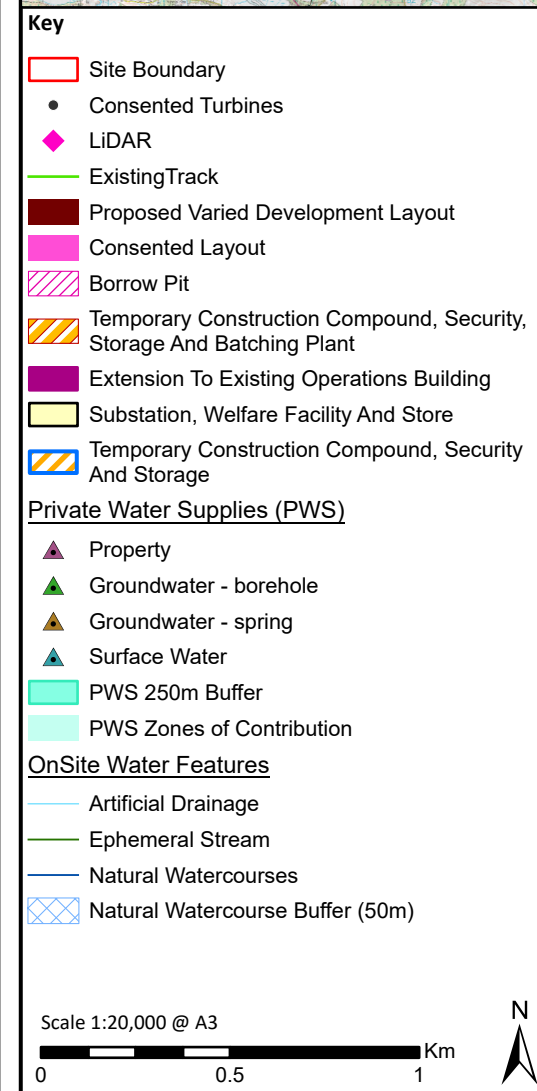 Key
Site Boundary
Consented Turbines
LiDAR
ExistingTrack
Proposed Varied Development Layout
Consented Layout
Borrow Pit
Temporary Construction Compound, Security,
Storage And Batching Plant
Extension To Existing Operations Building
Substation, Welfare Facility And Store
Temporary Construction Compound, Security
And Storage
Private Water Supplies (PWS)
Property
Groundwater - borehole
Groundwater - spring
Surface Water
PWS 250m Buffer
PWS Zones of Contribution
OnSite Water Features
Artificial Drainage
Ephemeral Stream
Natural Watercourses
Natural Watercourse Buffer (50m)
Scale 1:20,000 @ A3
N
Km
0 0.5 1